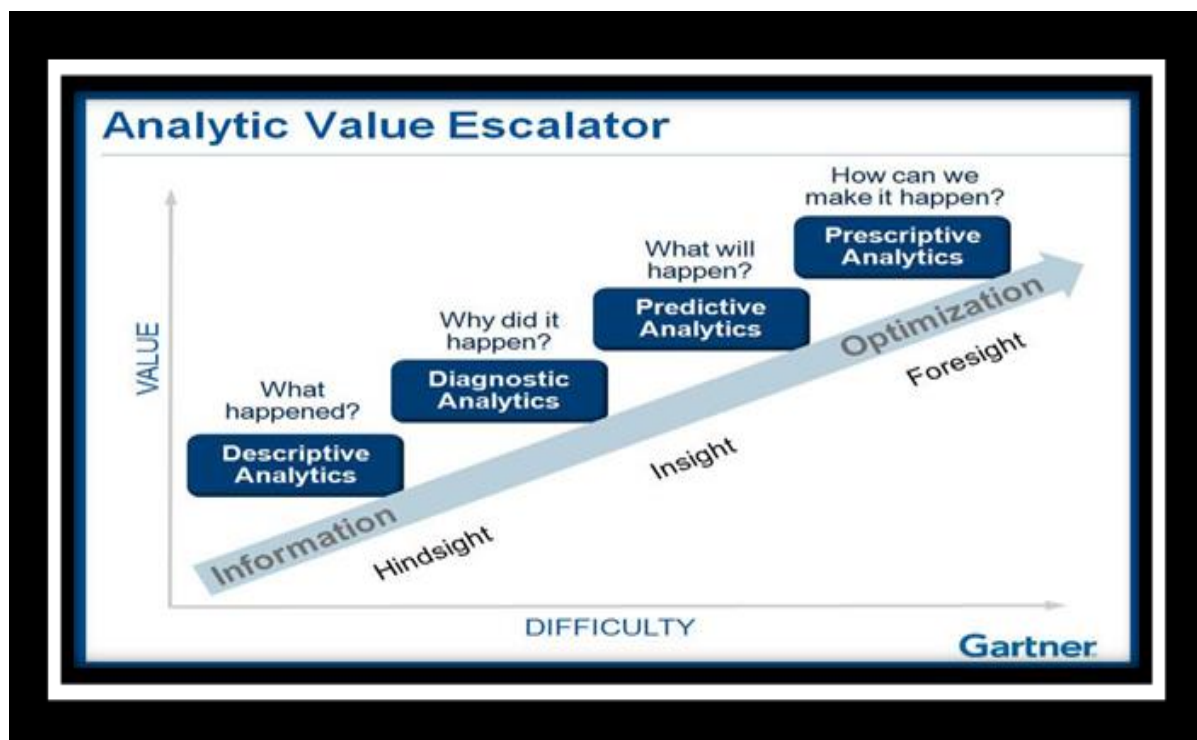 Analytic Value Escalator
How can we
make it happen?
Prescriptive
Analytics
What will
happen?
Predictive
Analytics
Why did it
happen?
Diagnostic
Analytics
What
happened?
Descriptive
Analytics
VALUE
Information
Optimization
Hindsight
Insight
Foresight
DIFFICULTY
Gartner